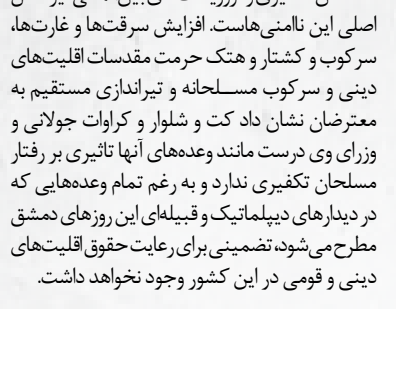 اصلی این ناامنی‌هاست. افزایش سرقت‌ها و غارت‌ها،
سرکوب و کشتار و هتک حرمت مقدسات اقلیت‌های
دینی و سرکوب مسـلحانه و تیراندازی مستقیم به
معترضان نشان داد کت و شلوار و کراوات جولانی و
وزرای وی درست مانند وعده‌های آنها تاثیری بر رفتار
مسلحان تکفیری ندارد و به رغم تمام وعده‌هایی که
در دیدارهای دیپلماتیک و قبیله‌ای این روزهای دمشق
مطرح می‌شود، تضمینی برای رعایت حقوق اقلیت‌های
دینی و قومی در این کشور وجود نخواهد داشت.